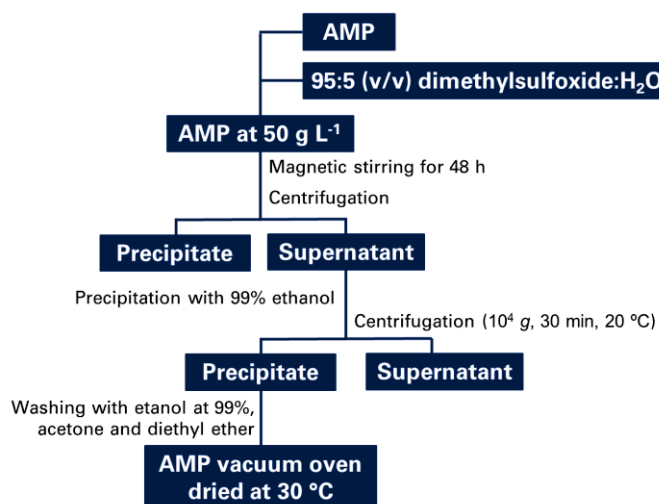 AMP
95:5 (v/v) dimethylsulfoxide:H₂O
AMP at 50 g L⁻¹
Magnetic stirring for 48 h
Centrifugation
Precipitate
Supernatant
Precipitation with 99% ethanol
Centrifugation (10⁴ g, 30 min, 20 ºC)
Precipitate
Supernatant
Washing with etanol at 99%,
acetone and diethyl ether
AMP vacuum oven
dried at 30 ºC